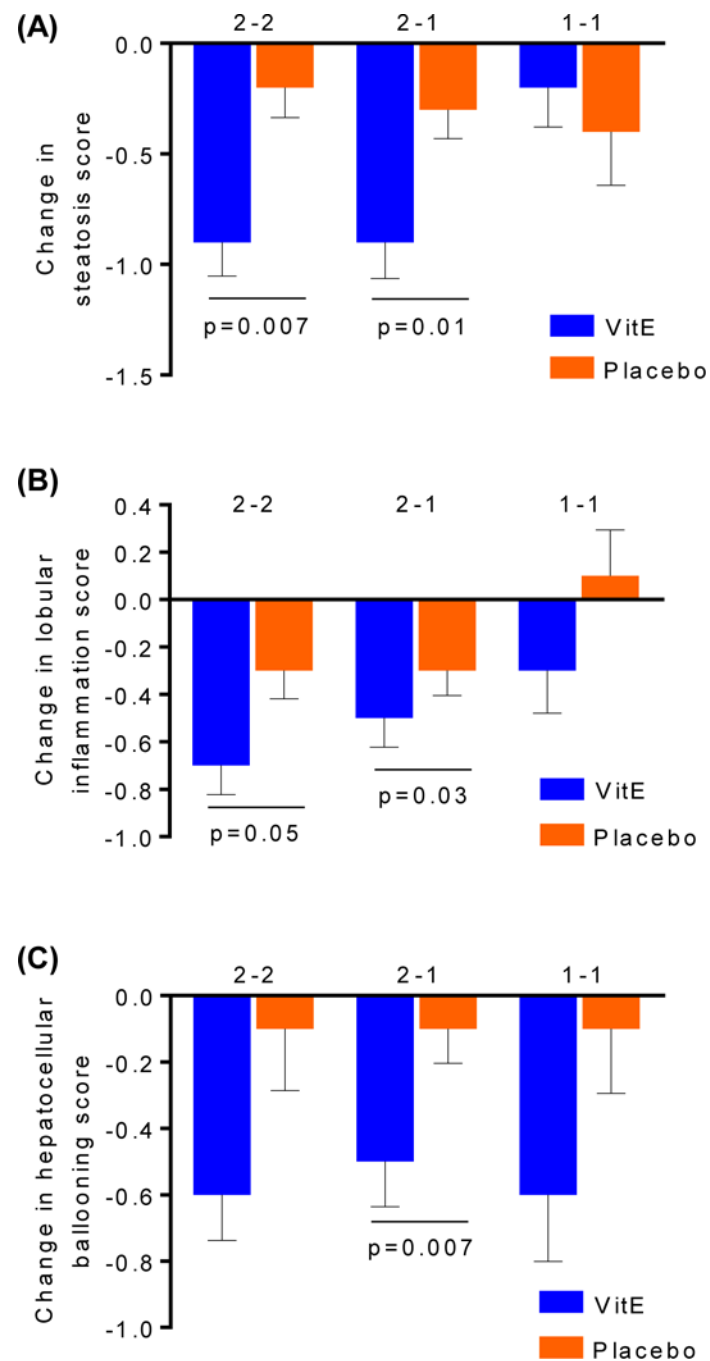 (A)
2-2 2-1 1-1
0.0
-0.5
-1.0
-1.5
Change in
steatosis score
p=0.007
p=0.01
VitE
Placebo
(B)
2-2 2-1 1-1
0.4
0.2
0.0
-0.2
-0.4
-0.6
-0.8
-1.0
Change in lobular
inflammation score
p=0.05
p=0.03
VitE
Placebo
(C)
2-2 2-1 1-1
0.0
-0.2
-0.4
-0.6
-0.8
-1.0
Change in hepatocellular
ballooning score
p=0.007
VitE
Placebo